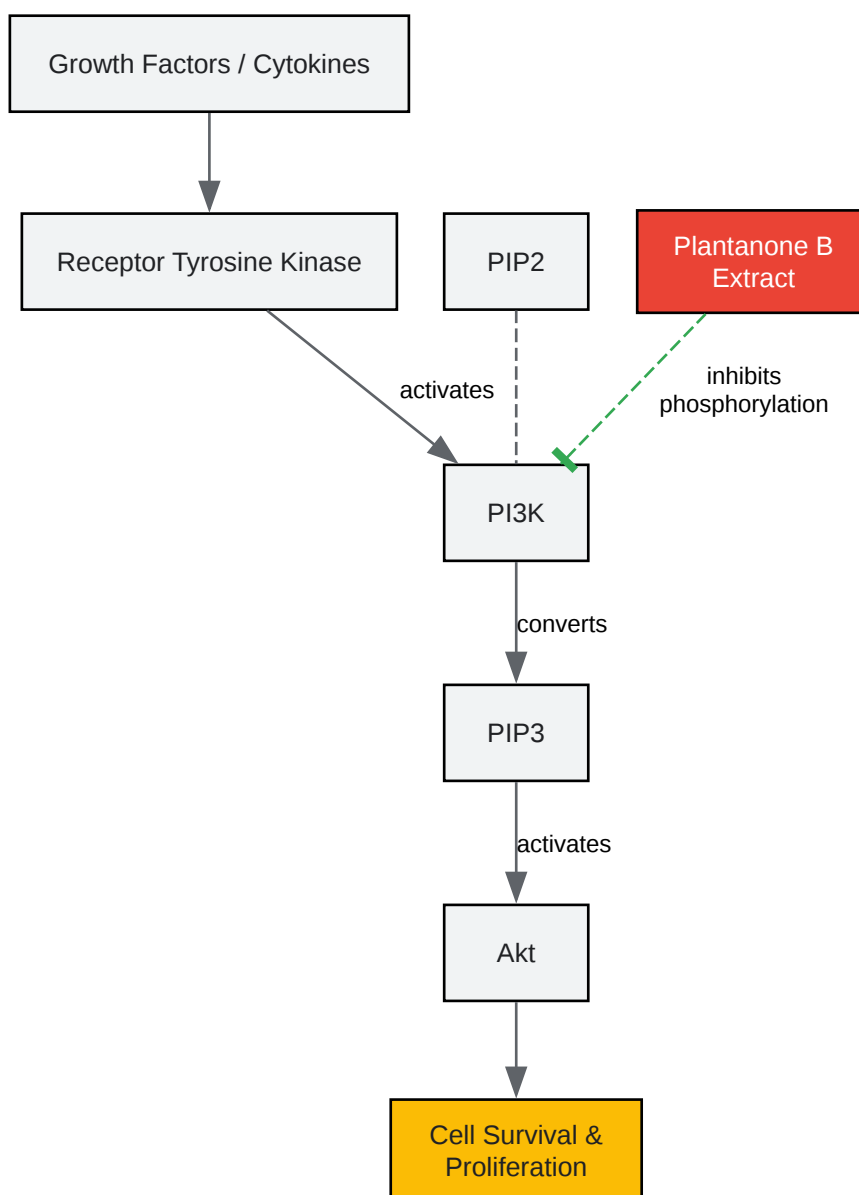 Growth Factors / Cytokines
Receptor Tyrosine Kinase
PIP2
Plantanone B
Extract
activates
inhibits
phosphorylation
PI3K
converts
PIP3
activates
Akt
Cell Survival &
Proliferation